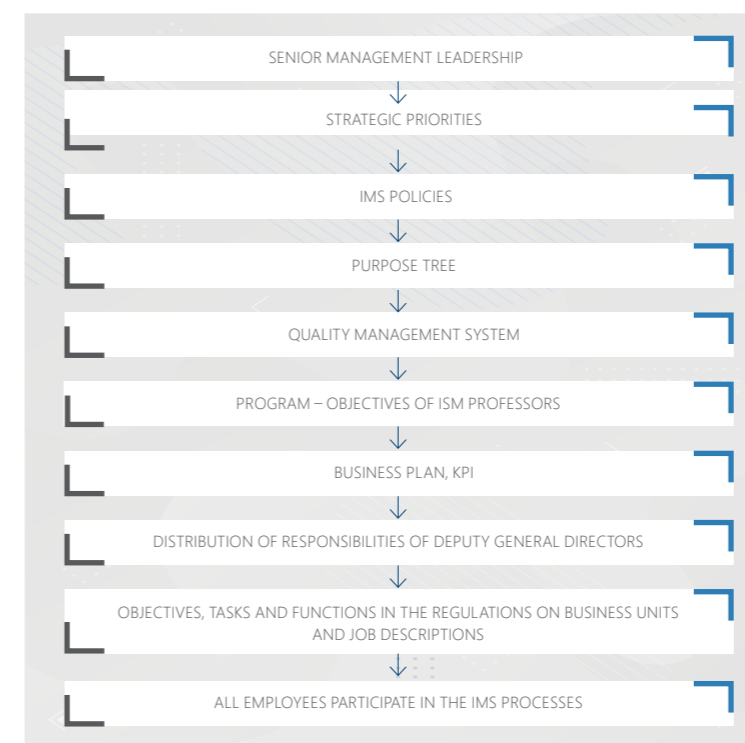 SENIOR MANAGEMENT LEADERSHIP
STRATEGIC PRIORITIES
IMS POLICIES
PURPOSE TREE
QUALITY MANAGEMENT SYSTEM
PROGRAM – OBJECTIVES OF ISM PROFESSORS
BUSINESS PLAN, KPI
DISTRIBUTION OF RESPONSIBILITIES OF DEPUTY GENERAL DIRECTORS
OBJECTIVES, TASKS AND FUNCTIONS IN THE REGULATIONS ON BUSINESS UNITS
AND JOB DESCRIPTIONS
ALL EMPLOYEES PARTICIPATE IN THE IMS PROCESSES